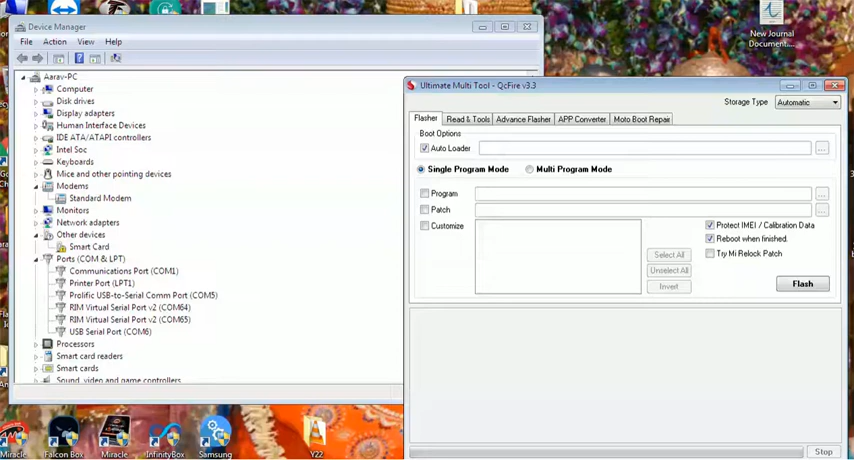 Device Manager
File Action View Help
Aarav-PC
Computer
Disk drives
Display adapters
Human Interface Devices
IDE ATA/ATAPI controllers
Intel Soc
Keyboards
Mice and other pointing devices
Modems
Standard Modem
Monitors
Network adapters
Other devices
Smart Card
Ports (COM & LPT)
Communications Port (COM1)
Printer Port (LPT1)
Prolific USB-to-Serial Comm Port (COM5)
RIM Virtual Serial Port v2 (COM64)
RIM Virtual Serial Port v2 (COM65)
USB Serial Port (COM6)
Processors
Smart card readers
Smart cards
Sound, video and game controllers
New Journal
Document....
Ultimate Multi Tool - QcFire v3.3
Storage Type Automatic
Flasher Read & Tools Advance Flasher APP Converter Moto Boot Repair
Boot Options
Auto Loader ...
Single Program Mode Multi Program Mode
Program ...
Patch ...
Customize
Protect IMEI / Calibration Data
Reboot when finished.
Try Mi Relock Patch
Select All
Unselect All
Invert
Flash
Stop
Miracle Falcon Box Miracle InfinityBox Samsung Y22